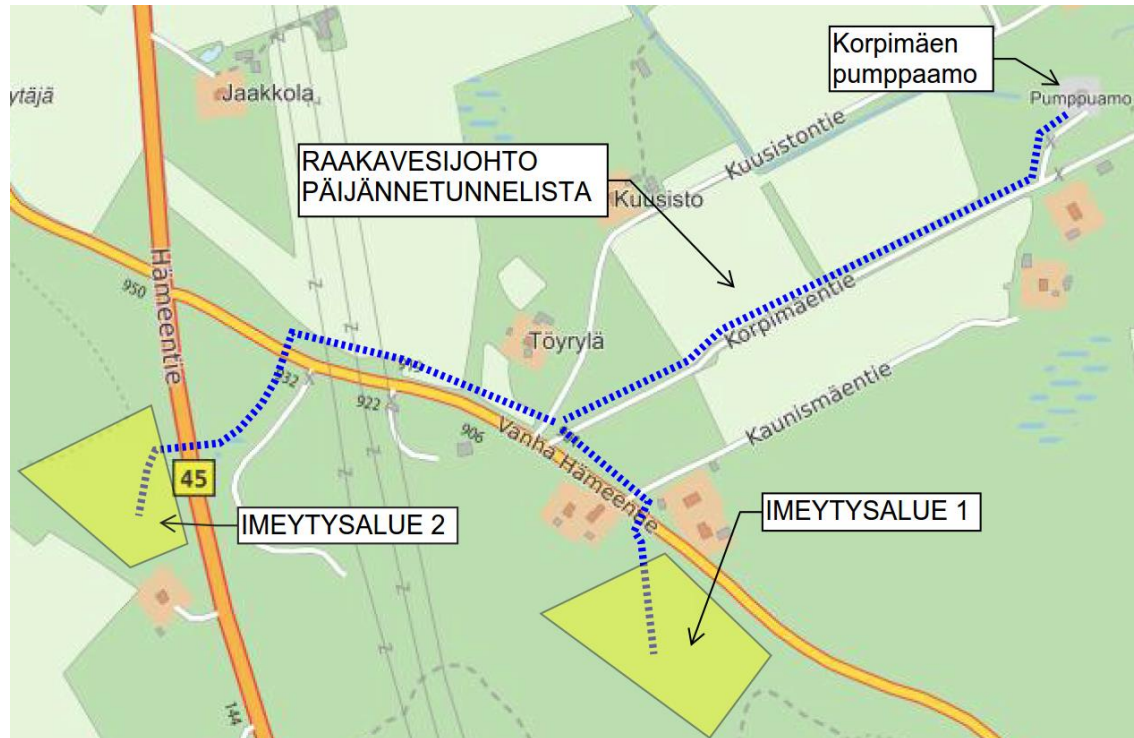 Korpimäen
pumppaamo
ytäjä
Jaakkola
Pumppuamo
Kuusistontie
RAAKAVESIJOHTO
PÄIJÄNNETUNNELISTA
Kuusisto
Hämeentie
950
Korpimäentie
Töyrylä
932
922
906
Vanha Hämeentie
Kaunismäentie
45
IMEYTYSALUE 2
IMEYTYSALUE 1
144